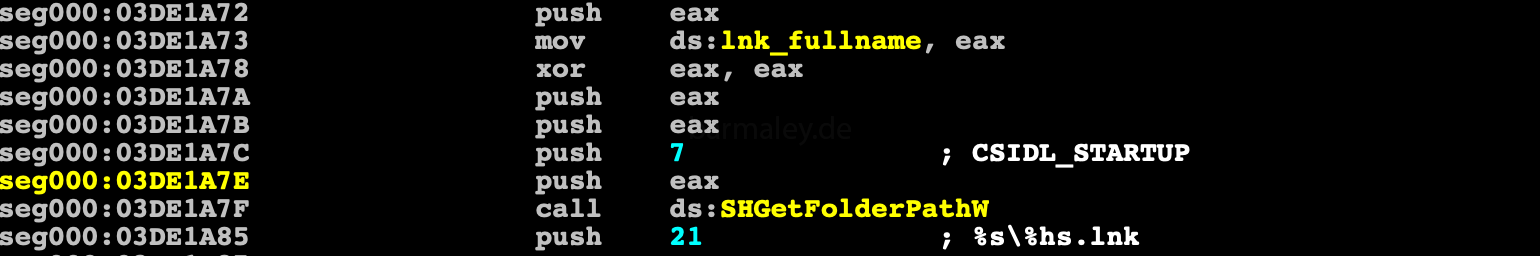 seg000:03DE1A72 push eax
seg000:03DE1A73 mov ds:lnk_fullname, eax
seg000:03DE1A78 xor eax, eax
seg000:03DE1A7A push eax
seg000:03DE1A7B push eax
seg000:03DE1A7C push 7 ; CSIDL_STARTUP
seg000:03DE1A7E push eax
seg000:03DE1A7F call ds:SHGetFolderPathW
seg000:03DE1A85 push 21 ; %s\%hs.lnk